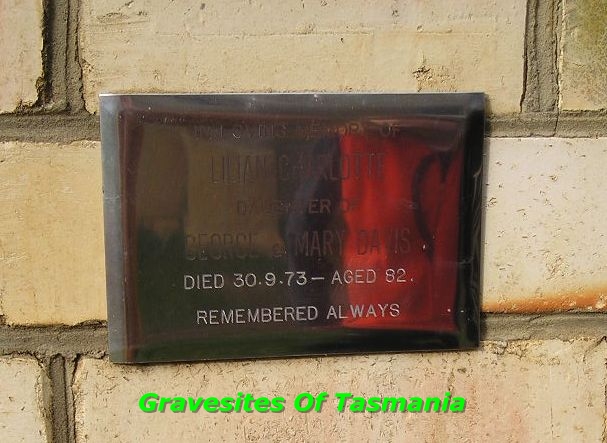 IN LOVING MEMORY OF
LILIAN CHARLOTTE
DAUGHTER OF
GEORGE & MARY DAVIS
DIED 30.9.73 — AGED 82.
REMEMBERED ALWAYS
Gravesites Of Tasmania